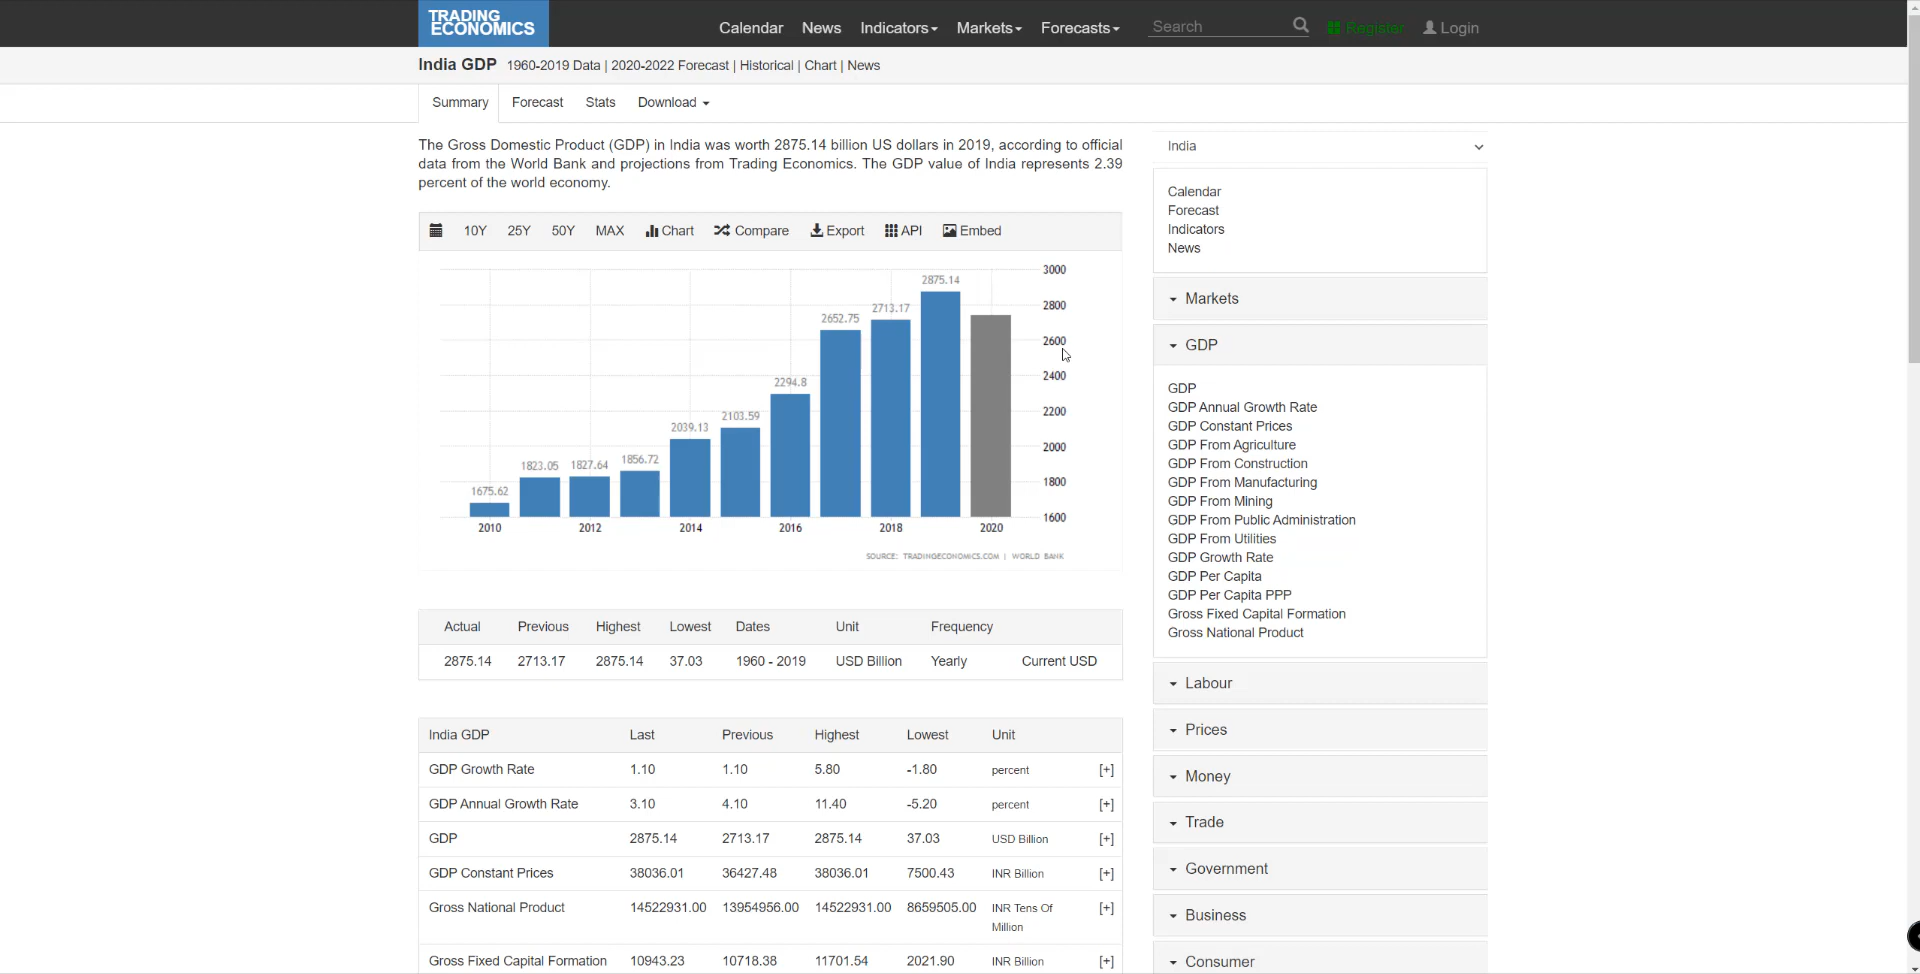 TRADING
ECONOMICS
Calendar News Indicators Markets Forecasts Search Register Login
India GDP 1960-2019 Data | 2020-2022 Forecast | Historical | Chart | News
Summary Forecast Stats Download
The Gross Domestic Product (GDP) in India was worth 2875.14 billion US dollars in 2019, according to official
data from the World Bank and projections from Trading Economics. The GDP value of India represents 2.39
percent of the world economy.
10Y 25Y 50Y MAX Chart Compare Export API Embed
3000
2875.14
2800
2713.17
2652.75
2600
2400
2294.8
2200
2103.59
2039.13
2000
1856.72
1823.05 1827.64
1800
1675.62
1600
2010 2012 2014 2016 2018 2020
SOURCE: TRADINGECONOMICS.COM | WORLD BANK
Actual Previous Highest Lowest Dates Unit Frequency
2875.14 2713.17 2875.14 37.03 1960 - 2019 USD Billion Yearly Current USD
India GDP Last Previous Highest Lowest Unit
GDP Growth Rate 1.10 1.10 5.80 -1.80 percent [+]
GDP Annual Growth Rate 3.10 4.10 11.40 -5.20 percent [+]
GDP 2875.14 2713.17 2875.14 37.03 USD Billion [+]
GDP Constant Prices 38036.01 36427.48 38036.01 7500.43 INR Billion [+]
Gross National Product 14522931.00 13954956.00 14522931.00 8659505.00 INR Tens Of [+]
Million
Gross Fixed Capital Formation 10943.23 10718.38 11701.54 2021.90 INR Billion [+]
India
Calendar
Forecast
Indicators
News
Markets
GDP
GDP
GDP Annual Growth Rate
GDP Constant Prices
GDP From Agriculture
GDP From Construction
GDP From Manufacturing
GDP From Mining
GDP From Public Administration
GDP From Utilities
GDP Growth Rate
GDP Per Capita
GDP Per Capita PPP
Gross Fixed Capital Formation
Gross National Product
Labour
Prices
Money
Trade
Government
Business
Consumer